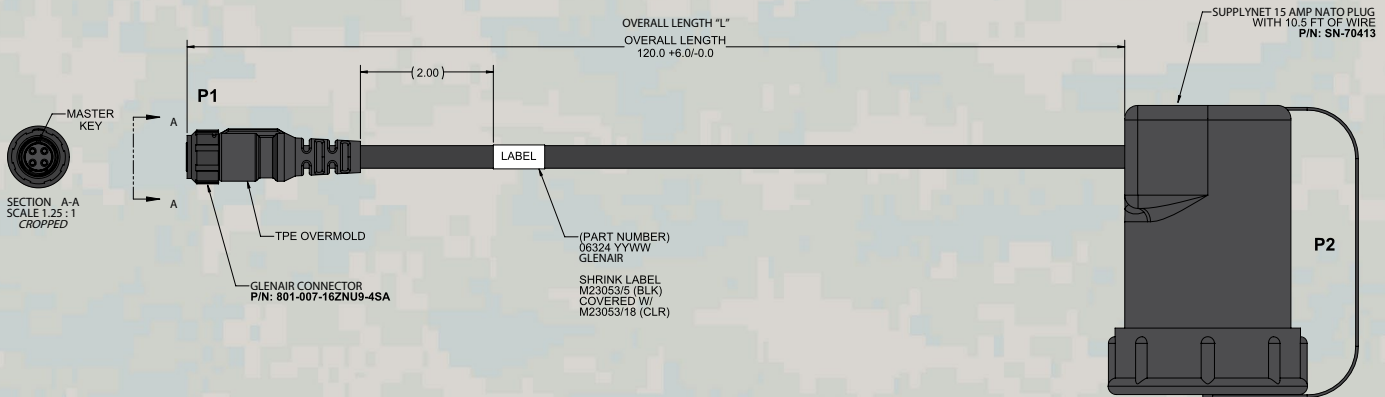 SUPPLYNET 15 AMP NATO PLUG
WITH 10.5 FT OF WIRE
P/N: SN-70413
OVERALL LENGTH "L"
OVERALL LENGTH
120.0 +6.0/-0.0
(2.00)
P1
MASTER
KEY
A
A
SECTION A-A
SCALE 1.25 : 1
CROPPED
LABEL
TPE OVERMOLD
GLENAIR CONNECTOR
P/N: 801-007-16ZNU9-4SA
(PART NUMBER)
06324 YYWW
GLENAIR
SHRINK LABEL
M23053/5 (BLK)
COVERED W/
M23053/18 (CLR)
P2